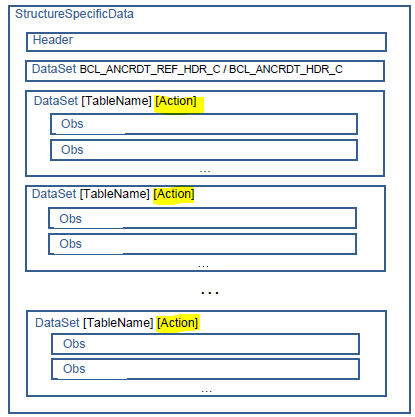 StructureSpecificData
Header
DataSet BCL_ANCRDT_REF_HDR_C / BCL_ANCRDT_HDR_C
DataSet [TableName] [Action]
Obs
Obs
...
DataSet [TableName] [Action]
Obs
Obs
...
...
DataSet [TableName] [Action]
Obs
Obs
...